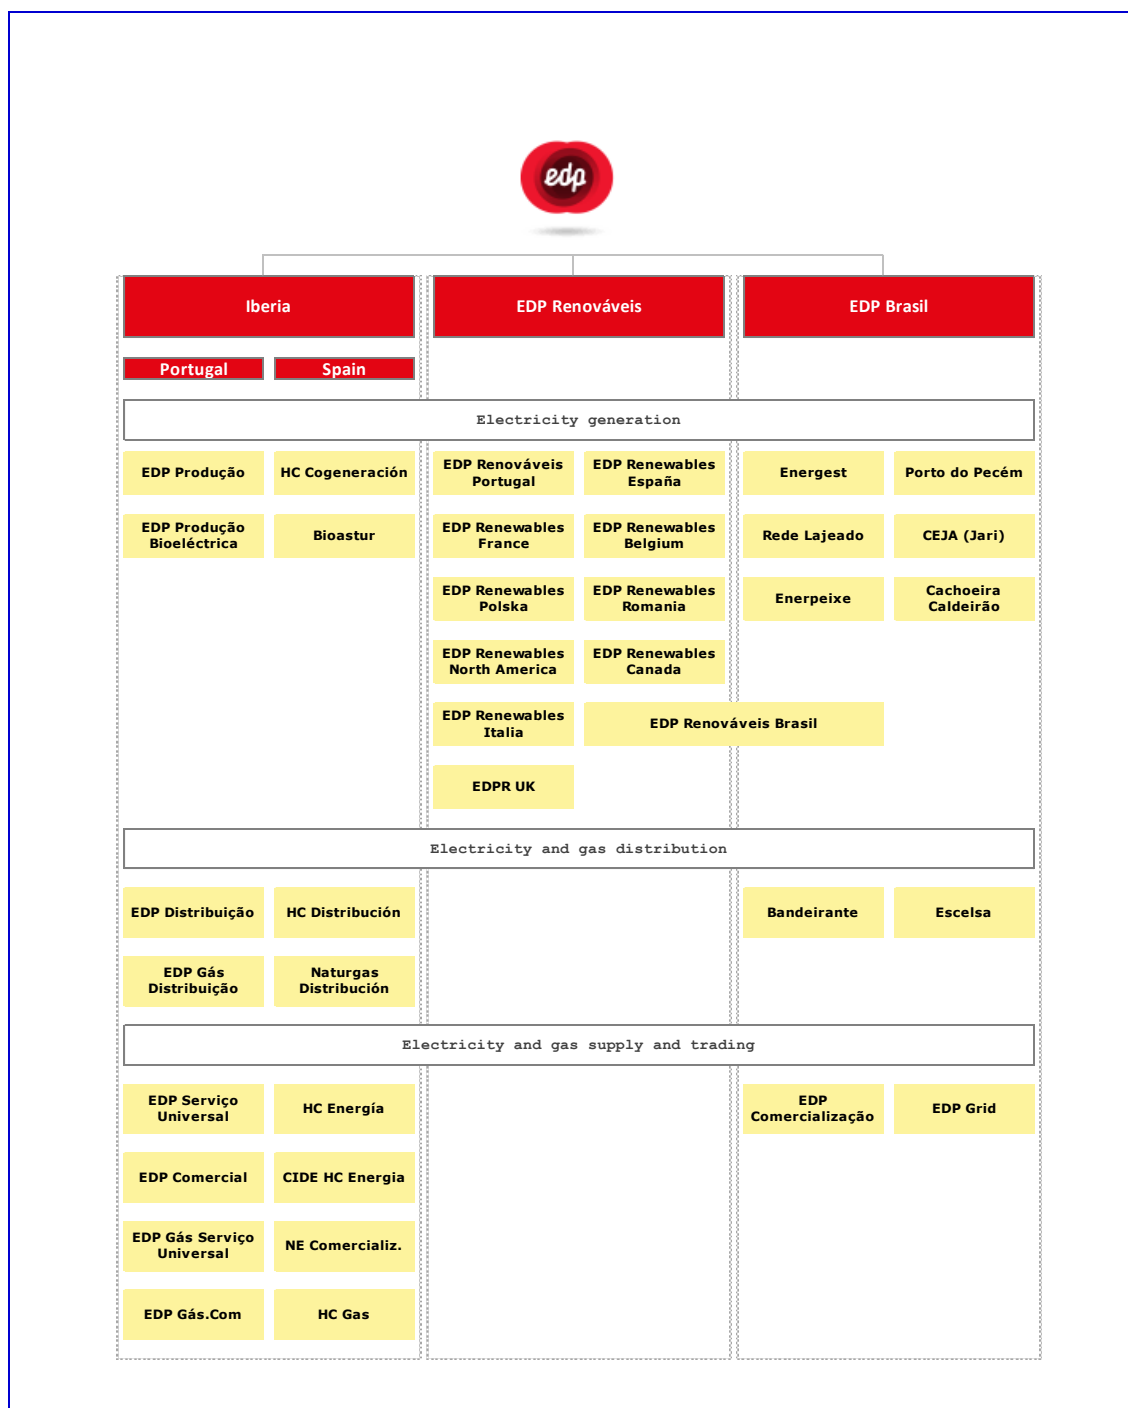 edp
Iberia
EDP Renováveis
EDP Brasil
Portugal
Spain
Electricity generation
EDP Produção
HC Cogeneración
EDP Renováveis
Portugal
EDP Renewables
España
Energest
Porto do Pecém
EDP Produção
Bioeléctrica
Bioastur
EDP Renewables
France
EDP Renewables
Belgium
Rede Lajeado
CEJA (Jari)
EDP Renewables
Polska
EDP Renewables
Romania
Enerpeixe
Cachoeira
Caldeirão
EDP Renewables
North America
EDP Renewables
Canada
EDP Renewables
Italia
EDP Renováveis Brasil
EDPR UK
Electricity and gas distribution
EDP Distribuição
HC Distribución
Bandeirante
Escelsa
EDP Gás
Distribuição
Naturgas
Distribución
Electricity and gas supply and trading
EDP Serviço
Universal
HC Energía
EDP
Comercialização
EDP Grid
EDP Comercial
CIDE HC Energia
EDP Gás Serviço
Universal
NE Comercializ.
EDP Gás.Com
HC Gas